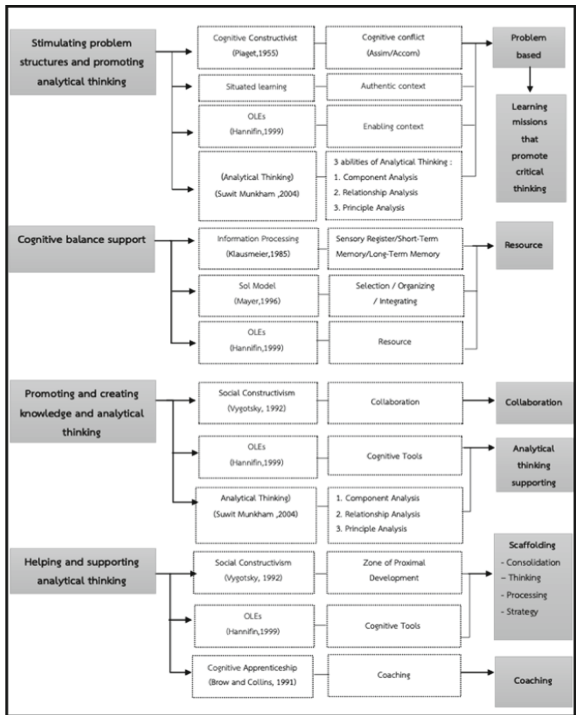 Stimulating problem
structures and promoting
analytical thinking
Cognitive Constructivist
(Piaget,1955)
Cognitive conflict
(Assim/Accom)
Problem
based
Situated learning
Authentic context
OLEs
(Hannifin,1999)
Enabling context
Learning
missions
that
promote
critical
thinking
(Analytical Thinking)
(Suwit Munkham ,2004)
3 abilities of Analytical Thinking :
1. Component Analysis
2. Relationship Analysis
3. Principle Analysis
Cognitive balance support
Information Processing
(Klausmeier,1985)
Sensory Register/Short-Term
Memory/Long-Term Memory
Resource
Sol Model
(Mayer,1996)
Selection / Organizing
/ Integrating
OLEs
(Hannifin,1999)
Resource
Promoting and creating
knowledge and analytical
thinking
Social Constructivism
(Vygotsky, 1992)
Collaboration
Collaboration
OLEs
(Hannifin,1999)
Cognitive Tools
Analytical
thinking
supporting
Analytical Thinking)
(Suwit Munkham ,2004)
1. Component Analysis
2. Relationship Analysis
3. Principle Analysis
Helping and supporting
analytical thinking
Social Constructivism
(Vygotsky, 1992)
Zone of Proximal
Development
Scaffolding
- Consolidation
– Thinking
- Processing
- Strategy
OLEs
(Hannifin,1999)
Cognitive Tools
Cognitive Apprenticeship
(Brow and Collins, 1991)
Coaching
Coaching